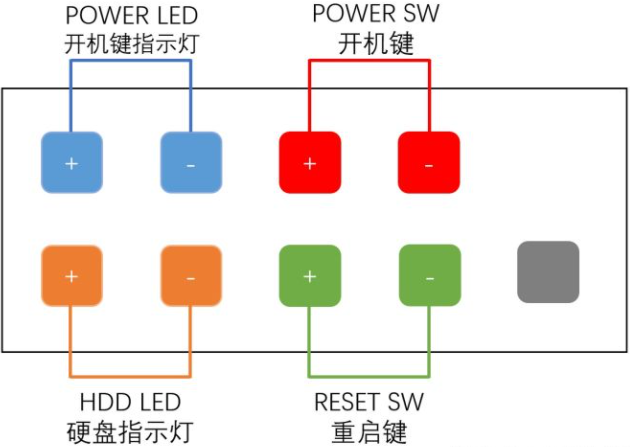 POWER LED
开机键指示灯
POWER SW
开机键
+ - + -
+ - + -
HDD LED
硬盘指示灯
RESET SW
重启键